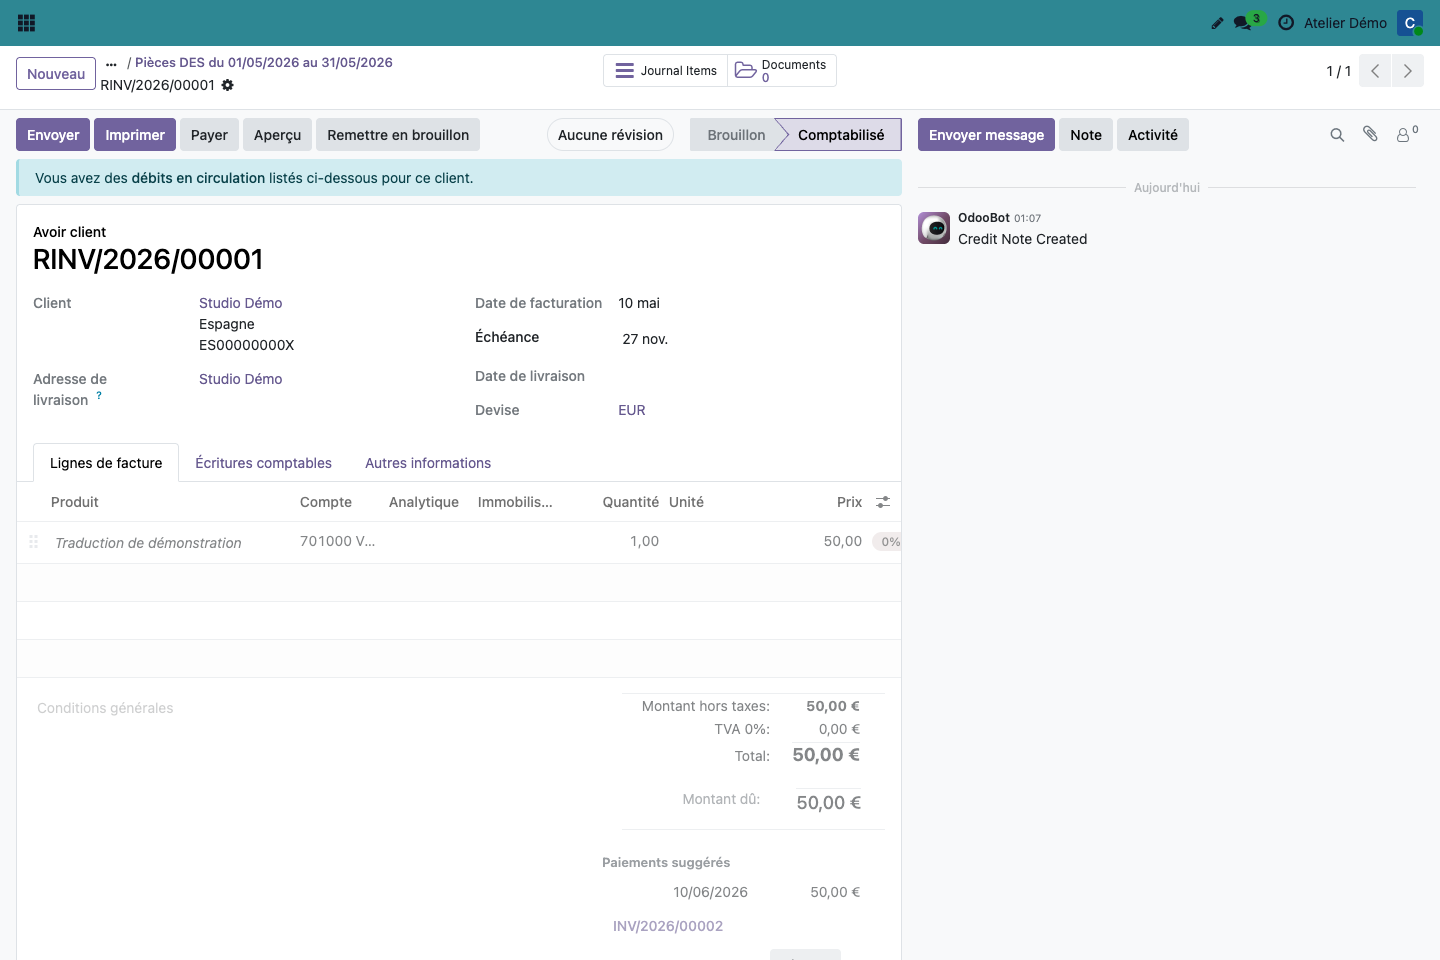 3
Atelier Démo
C
Nouveau
... / Pièces DES du 01/05/2026 au 31/05/2026
RINV/2026/00001
Journal Items
Documents
0
1 / 1
Envoyer
Imprimer
Payer
Aperçu
Remettre en brouillon
Aucune révision
Brouillon
Comptabilisé
Envoyer message
Note
Activité
0
Vous avez des débits en circulation listés ci-dessous pour ce client.
Aujourd'hui
OdooBot 01:07
Credit Note Created
Avoir client
RINV/2026/00001
Client
Studio Démo
Espagne
ES00000000X
Adresse de
livraison ?
Studio Démo
Date de facturation
10 mai
Échéance
27 nov.
Date de livraison
Devise
EUR
Lignes de facture
Écritures comptables
Autres informations
Produit
Compte
Analytique
Immobilis...
Quantité
Unité
Prix
Traduction de démonstration
701000 V...
1,00
50,00
0%
Conditions générales
Montant hors taxes:
50,00 €
TVA 0%:
0,00 €
Total:
50,00 €
Montant dû:
50,00 €
Paiements suggérés
10/06/2026
50,00 €
INV/2026/00002